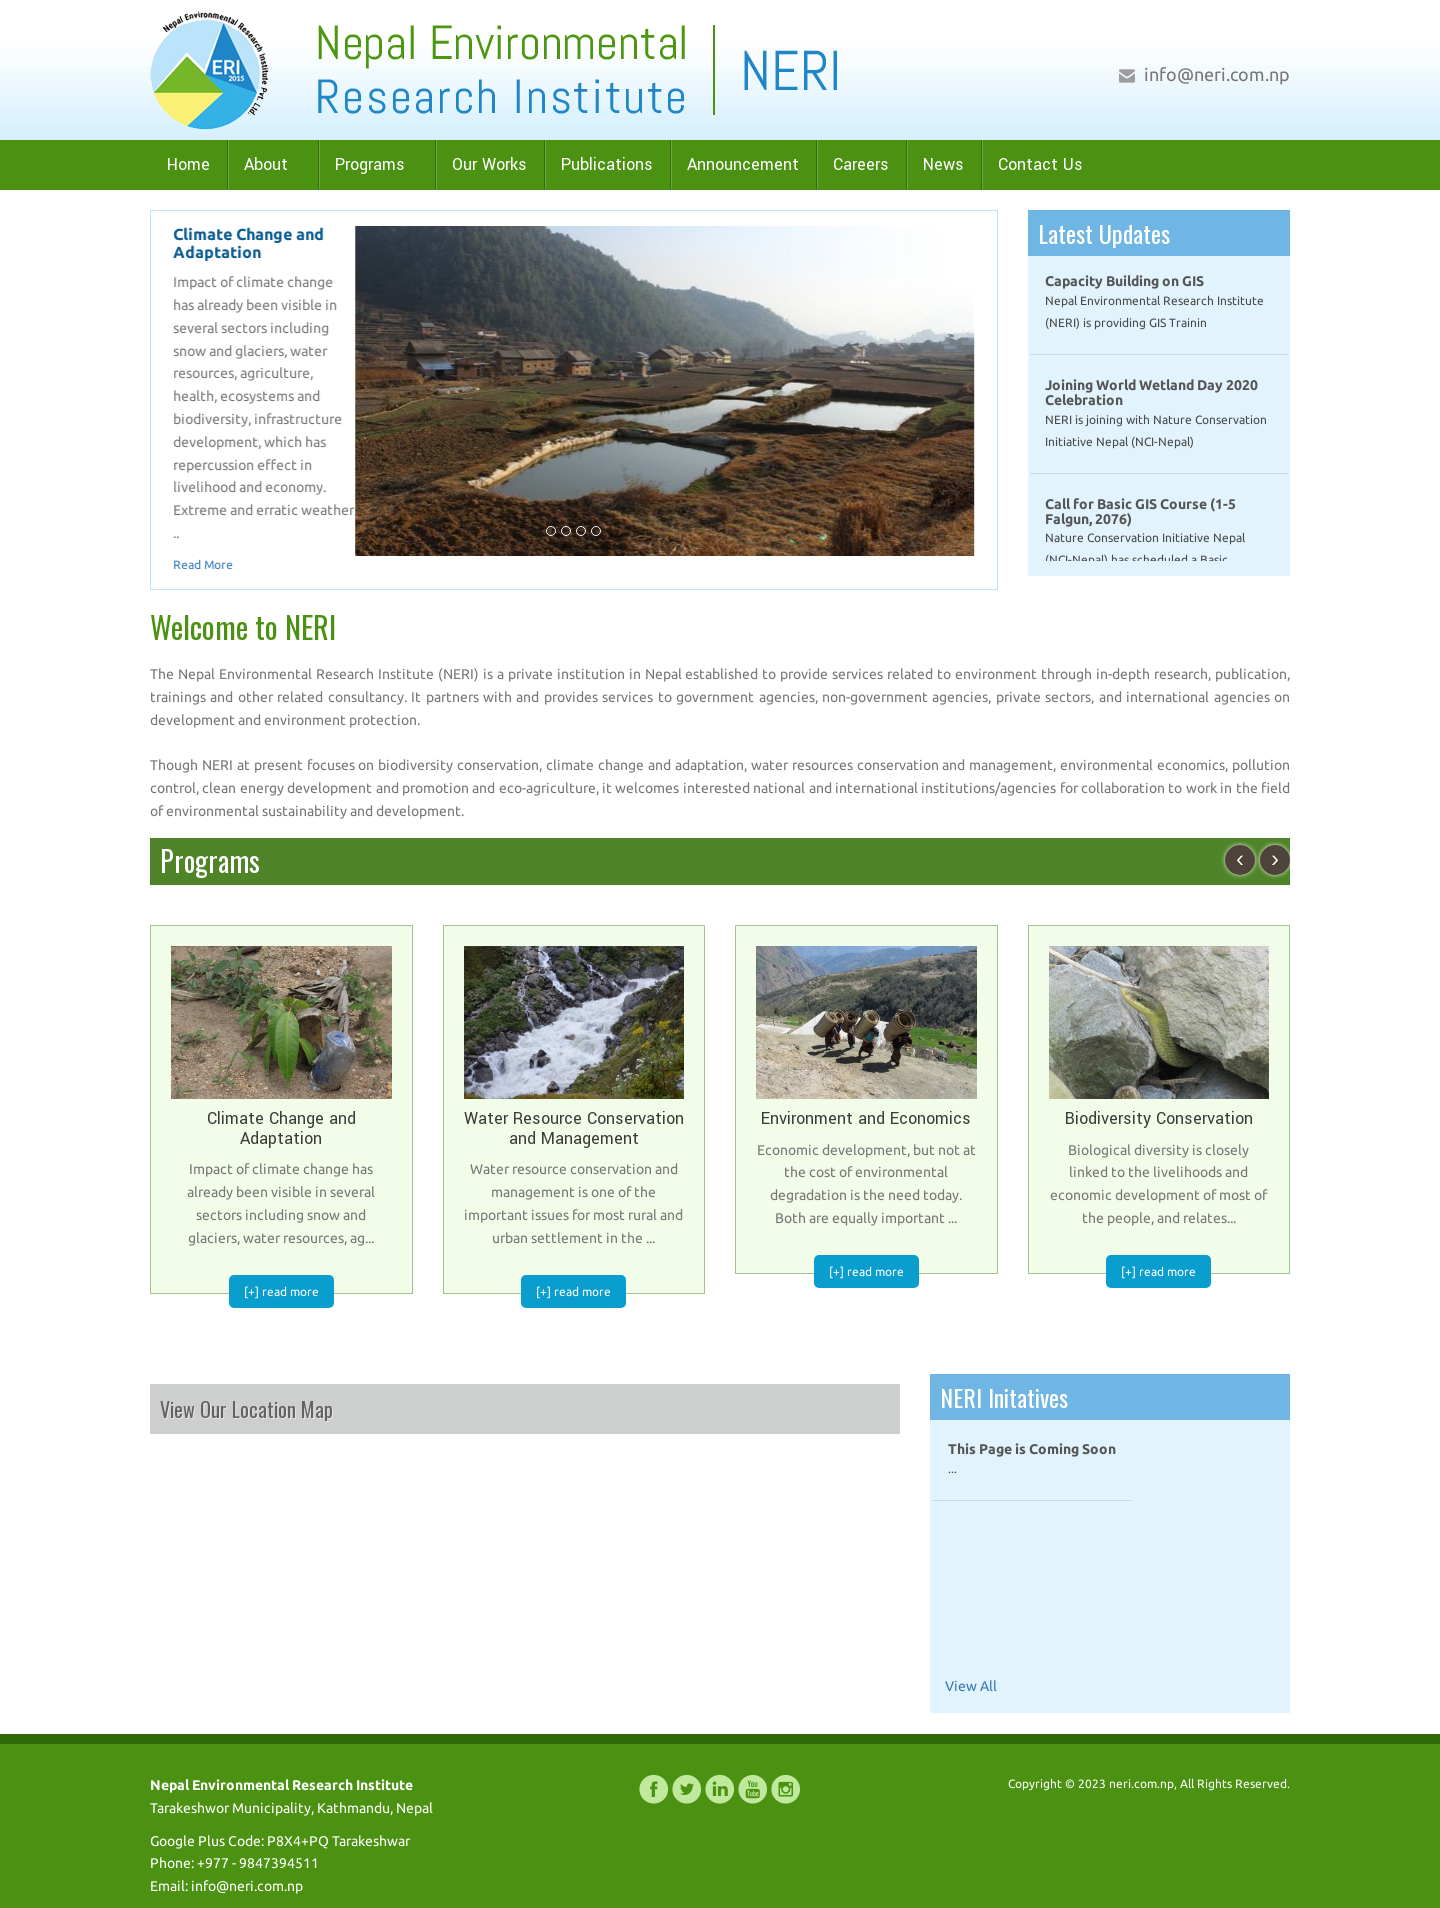 Nepal Environmental Research Institute Pvt. Ltd.
ERI
2015
Nepal Environmental
Research Institute
NERI
info@neri.com.np
Home
About
Programs
Our Works
Publications
Announcement
Careers
News
Contact Us
Climate Change and
Adaptation
Impact of climate change
has already been visible in
several sectors including
snow and glaciers, water
resources, agriculture,
health, ecosystems and
biodiversity, infrastructure
development, which has
repercussion effect in
livelihood and economy.
Extreme and erratic weather
..
Read More
Latest Updates
Capacity Building on GIS
Nepal Environmental Research Institute
(NERI) is providing GIS Trainin
Joining World Wetland Day 2020
Celebration
NERI is joining with Nature Conservation
Initiative Nepal (NCI-Nepal)
Call for Basic GIS Course (1-5
Falgun, 2076)
Nature Conservation Initiative Nepal
(NCI-Nepal) has scheduled a Basic
Welcome to NERI
The Nepal Environmental Research Institute (NERI) is a private institution in Nepal established to provide services related to environment through in-depth research, publication,
trainings and other related consultancy. It partners with and provides services to government agencies, non-government agencies, private sectors, and international agencies on
development and environment protection.
Though NERI at present focuses on biodiversity conservation, climate change and adaptation, water resources conservation and management, environmental economics, pollution
control, clean energy development and promotion and eco-agriculture, it welcomes interested national and international institutions/agencies for collaboration to work in the field
of environmental sustainability and development.
Programs
‹ ›
Climate Change and
Adaptation
Impact of climate change has
already been visible in several
sectors including snow and
glaciers, water resources, ag...
[+] read more
Water Resource Conservation
and Management
Water resource conservation and
management is one of the
important issues for most rural and
urban settlement in the ...
[+] read more
Environment and Economics
Economic development, but not at
the cost of environmental
degradation is the need today.
Both are equally important ...
[+] read more
Biodiversity Conservation
Biological diversity is closely
linked to the livelihoods and
economic development of most of
the people, and relates...
[+] read more
View Our Location Map
NERI Initatives
This Page is Coming Soon
...
View All
Nepal Environmental Research Institute
Tarakeshwor Municipality, Kathmandu, Nepal
Google Plus Code: P8X4+PQ Tarakeshwar
Phone: +977 - 9847394511
Email: info@neri.com.np
f
in
You
Tube
Copyright © 2023 neri.com.np, All Rights Reserved.